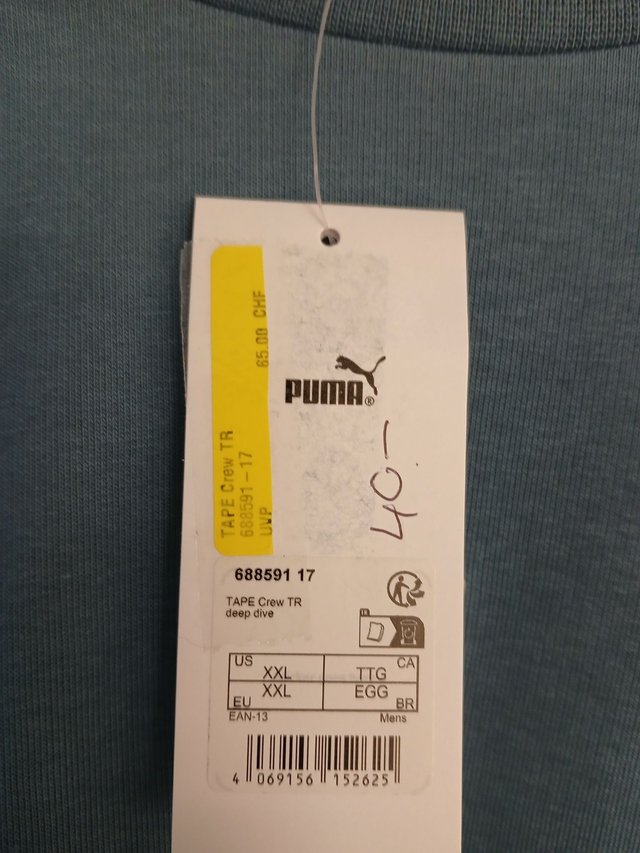 TAPE Crew TR
688591-17
UVP 65.00 CHF
PUMA®
40.-
688591 17
TAPE Crew TR
deep dive
US XXL TTG CA
EU XXL EGG BR
EAN-13 Mens
4 069156 152625